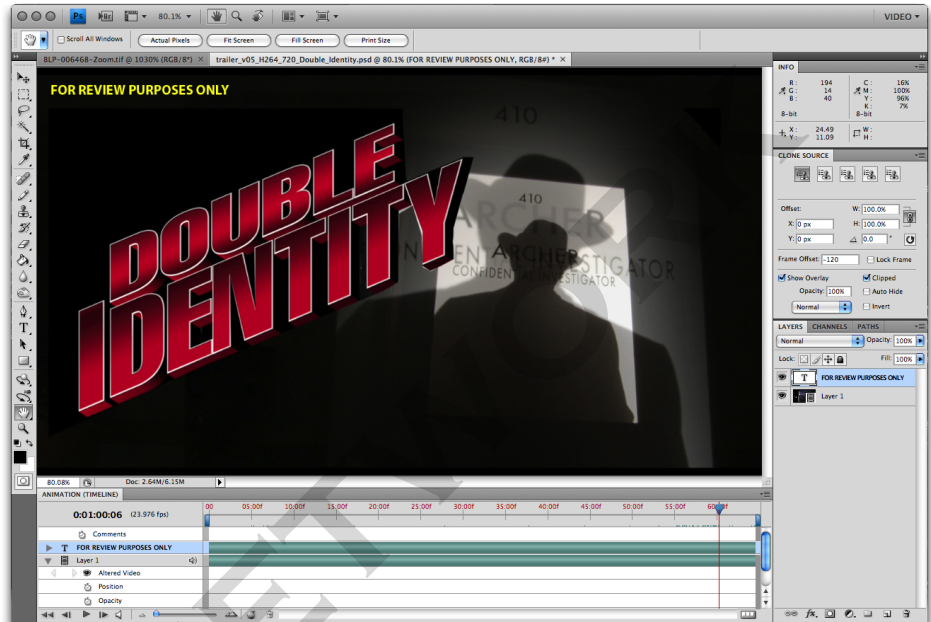 Ps
Br
80.1%
VIDEO
Scroll All Windows
Actual Pixels
Fit Screen
Fill Screen
Print Size
BLP-006468-Zoom.tif @ 1030% (RGB/8*)
trailer_v05_H264_720_Double_Identity.psd @ 80.1% (FOR REVIEW PURPOSES ONLY, RGB/8#) *
FOR REVIEW PURPOSES ONLY
DOUBLE
IDENTITY
410
410
ARCHER
CONFIDENTIAL INVESTIGATOR
80.08%
Doc: 2.64M/6.15M
ANIMATION (TIMELINE)
0:01:00:06 (23.976 fps)
00 05:00f 10:00f 15:00f 20:00f 25:00f 30:00f 35:00f 40:00f 45:00f 50:00f 55:00f
Comments
T FOR REVIEW PURPOSES ONLY
Layer 1
Altered Video
Position
Opacity
INFO
R: 194 C: 16%
G: 14 M: 100%
B: 40 Y: 96%
K: 7%
8-bit 8-bit
X: 24.49 W:
Y: 11.09 H:
CLONE SOURCE
Offset: W: 100.0%
X: 0 px H: 100.0%
Y: 0 px 0.0 °
Frame Offset: -120 Lock Frame
Show Overlay Clipped
Opacity: 100% Auto Hide
Normal Invert
LAYERS CHANNELS PATHS
Normal Opacity: 100%
Lock: Fill: 100%
T FOR REVIEW PURPOSES ONLY
Layer 1
fx.